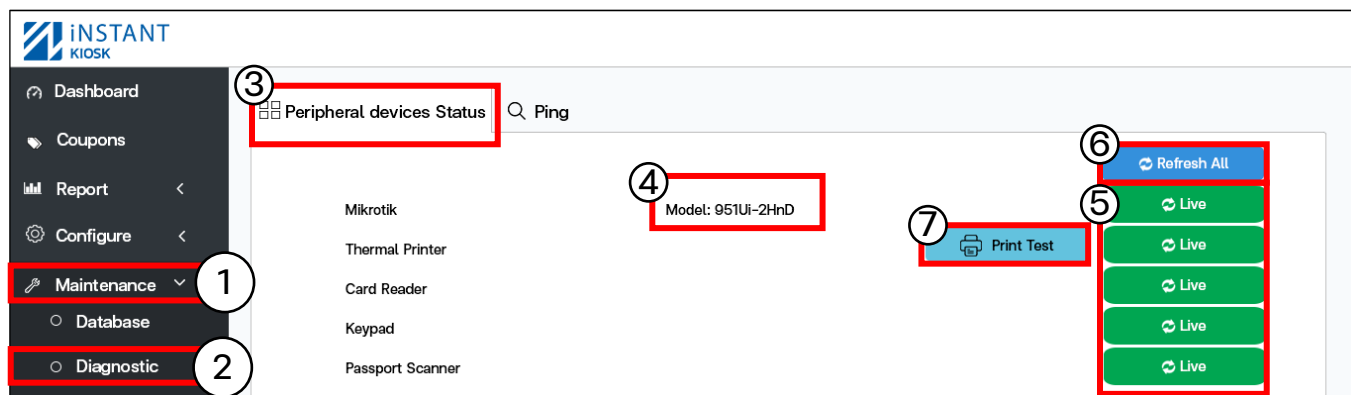 iNSTANT
KIOSK
Dashboard
Coupons
Report
Configure
Maintenance
1
Database
Diagnostic
2
3
Peripheral devices Status
Ping
6
Refresh All
4
5
Mikrotik
Model: 951Ui-2HnD
Live
7
Thermal Printer
Print Test
Live
Card Reader
Live
Keypad
Live
Passport Scanner
Live